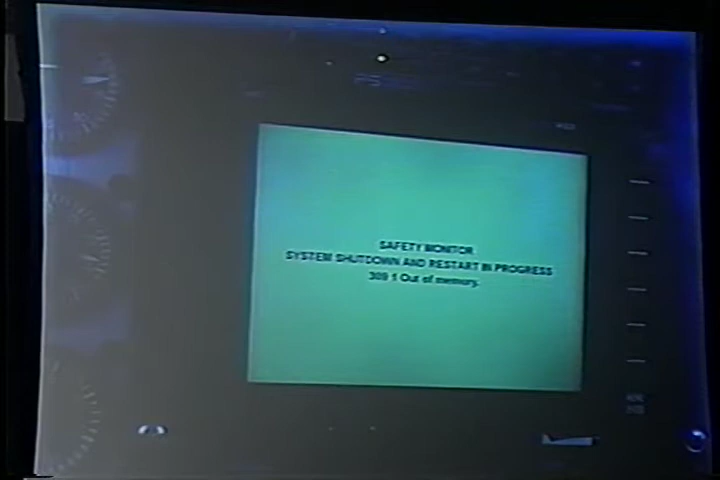 SAFETY MONITOR
SYSTEM SHUTDOWN AND RESTART IN PROGRESS
309 1 Out of memory.